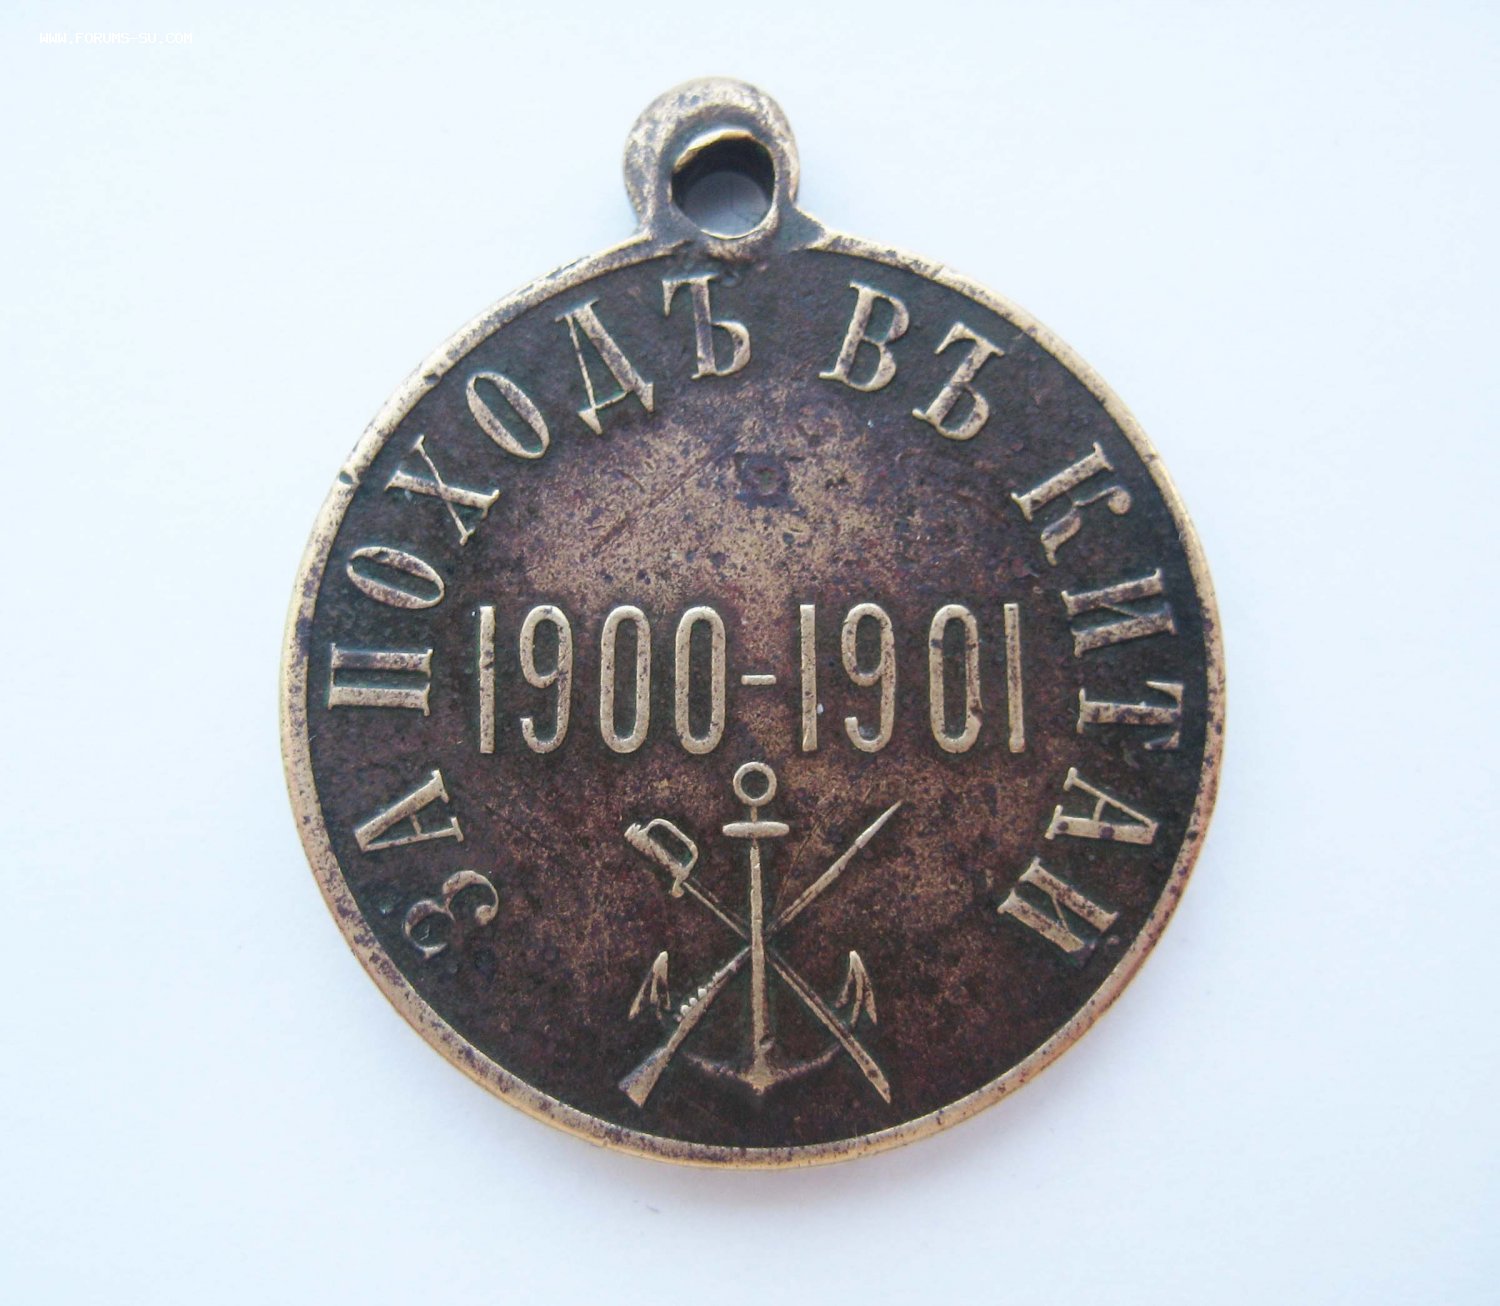 WWW.FORUMS-SU.COM
ЗА ПОХОДЪ ВЪ КИТАЙ
1900-1901